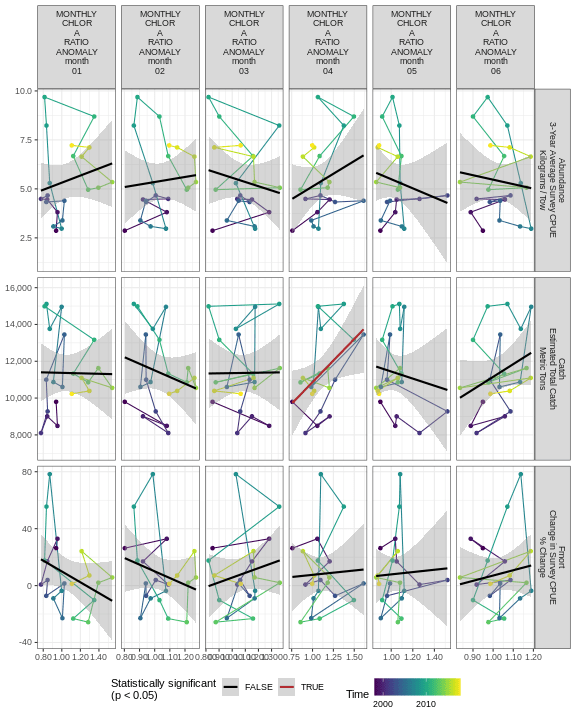 MONTHLY MONTHLY MONTHLY MONTHLY MONTHLY MONTHLY
CHLOR CHLOR CHLOR CHLOR CHLOR CHLOR
A A A A A A
RATIO RATIO RATIO RATIO RATIO RATIO
ANOMALY ANOMALY ANOMALY ANOMALY ANOMALY ANOMALY
month month month month month month
01 02 03 04 05 06
10.0
7.5
5.0
2.5
Abundance
3-Year Average Survey CPUE
Kilograms / Tow
16,000
14,000
12,000
10,000
8,000
Catch
Estimated Total Catch
Metric Tons
80
40
0
-40
Fmort
Change in Survey CPUE
% Change
0.80 1.00 1.20 1.40
1.00 1.20
0.75 1.00 1.25 1.50
1.00 1.20 1.40
0.90 1.00 1.10 1.20
Statistically significant
(p < 0.05)
FALSE TRUE
Time
2000 2010